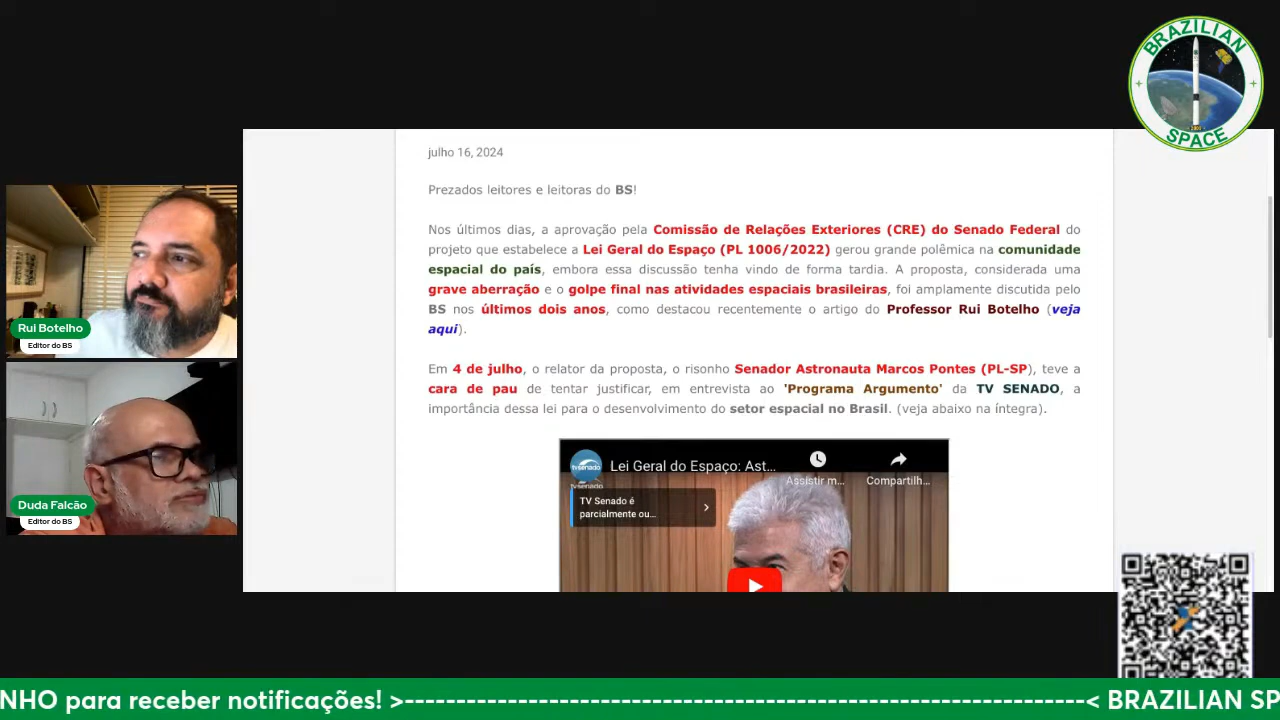 BRAZILIAN
SPACE
julho 16, 2024
Prezados leitores e leitoras do BS!
Nos últimos dias, a aprovação pela Comissão de Relações Exteriores (CRE) do Senado Federal do
projeto que estabelece a Lei Geral do Espaço (PL 1006/2022) gerou grande polêmica na comunidade
espacial do país, embora essa discussão tenha vindo de forma tardia. A proposta, considerada uma
grave aberração e o golpe final nas atividades espaciais brasileiras, foi amplamente discutida pelo
BS nos últimos dois anos, como destacou recentemente o artigo do Professor Rui Botelho (veja
aqui).
Em 4 de julho, o relator da proposta, o risonho Senador Astronauta Marcos Pontes (PL-SP), teve a
cara de pau de tentar justificar, em entrevista ao 'Programa Argumento' da TV SENADO, a
importância dessa lei para o desenvolvimento do setor espacial no Brasil. (veja abaixo na íntegra).
tvsenado
Lei Geral do Espaço: Ast...
Assistir m...
Compartilh...
tvsenado
TV Senado é
parcialmente ou...
Rui Botelho
Editor do BS
Duda Falcão
Editor do BS
NHO para receber notificações! >----------------------------------------------------------------------< BRAZILIAN SP